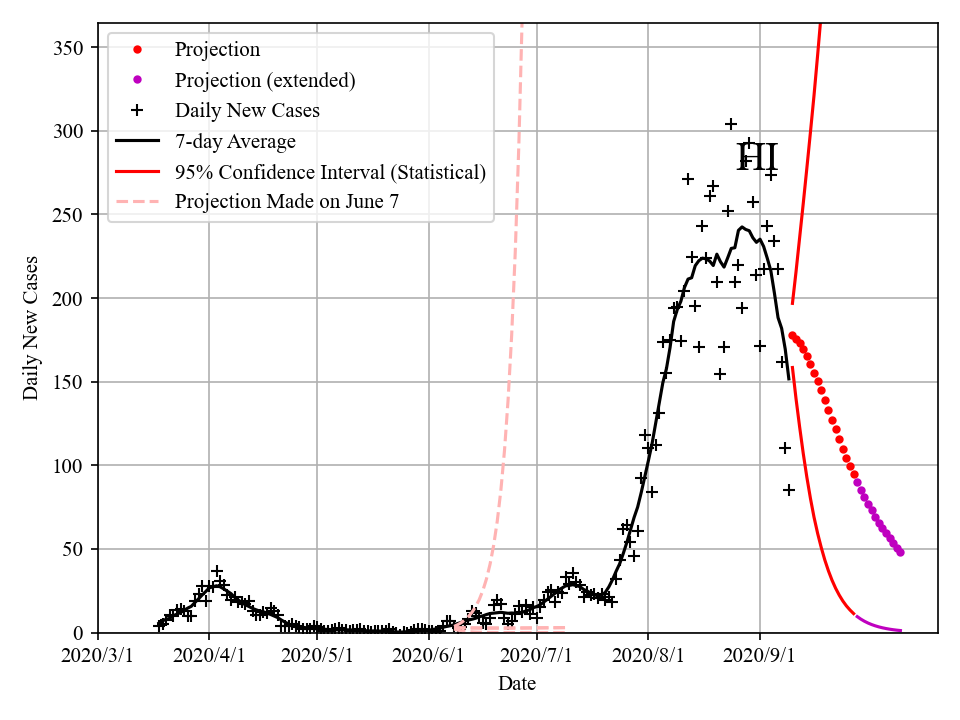 350
300
250
200
150
100
50
0
Daily New Cases
Projection
Projection (extended)
Daily New Cases
7-day Average
95% Confidence Interval (Statistical)
Projection Made on June 7
III
2020/3/1 2020/4/1 2020/5/1 2020/6/1 2020/7/1 2020/8/1 2020/9/1
Date